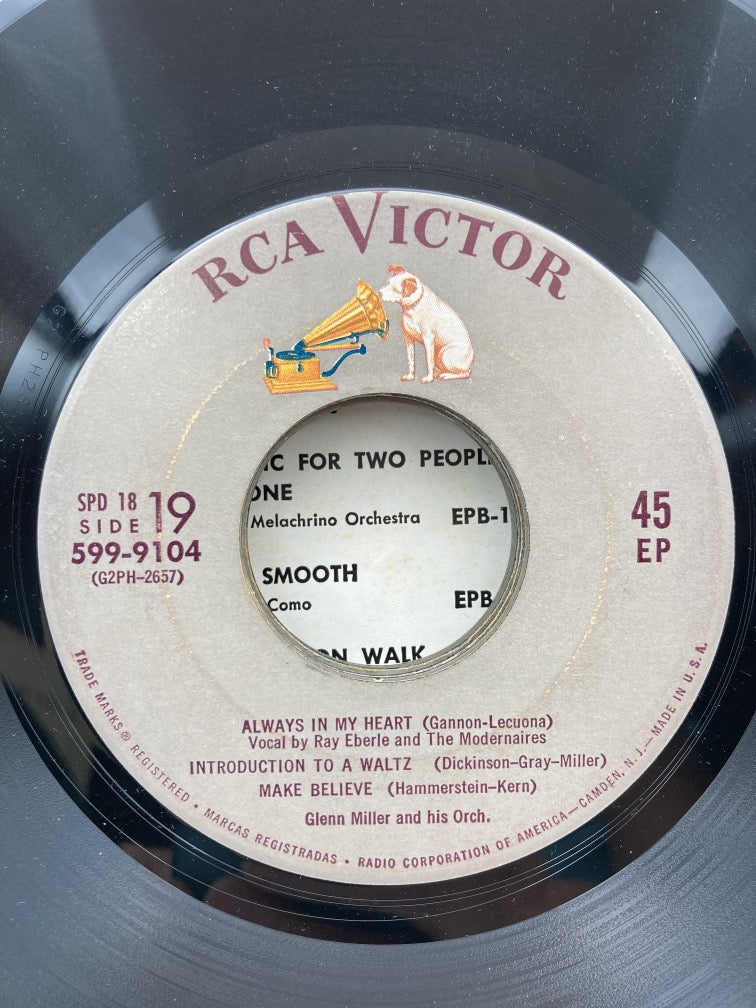 RCA VICTOR
IC FOR TWO PEOPL
ONE
Melachrino Orchestra EPB-1
SMOOTH
Como EPB
ON WALK
SPD 18
SIDE 19
599-9104
(G2PH-2657)
45
EP
ALWAYS IN MY HEART (Gannon-Lecuona)
Vocal by Ray Eberle and The Modernaires
INTRODUCTION TO A WALTZ (Dickinson-Gray-Miller)
MAKE BELIEVE (Hammerstein-Kern)
Glenn Miller and his Orch.
TRADE MARKS ® REGISTERED • MARCAS REGISTRADAS • RADIO CORPORATION OF AMERICA—CAMDEN, N. J.—MADE IN U.S.A.